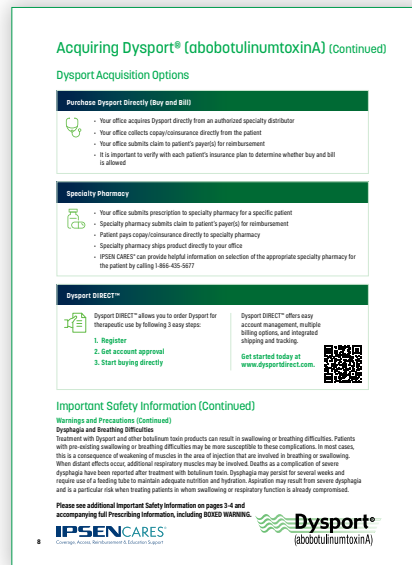 Acquiring Dysport® (abobotulinumtoxinA) (Continued)
Dysport Acquisition Options
Purchase Dysport Directly (Buy and Bill)
• Your office acquires Dysport directly from an authorized specialty distributor
• Your office collects copay/coinsurance directly from the patient
• Your office submits claim to patient's payer(s) for reimbursement
• It is important to verify with each patient's insurance plan to determine whether buy and bill
is allowed
Specialty Pharmacy
• Your office submits prescription to specialty pharmacy for a specific patient
• Specialty pharmacy submits claim to patient's payer(s) for reimbursement
• Patient pays copay/coinsurance directly to specialty pharmacy
• Specialty pharmacy ships product directly to your office
• IPSEN CARES® can provide helpful information on selection of the appropriate specialty pharmacy for
the patient by calling 1-866-435-5677
Dysport DIRECT™
Dysport DIRECT™ allows you to order Dysport for
therapeutic use by following 3 easy steps:
1. Register
2. Get account approval
3. Start buying directly
Dysport DIRECT™ offers easy
account management, multiple
billing options, and integrated
shipping and tracking.
Get started today at
www.dysportdirect.com.
Important Safety Information (Continued)
Warnings and Precautions (Continued)
Dysphagia and Breathing Difficulties
Treatment with Dysport and other botulinum toxin products can result in swallowing or breathing difficulties. Patients
with pre-existing swallowing or breathing difficulties may be more susceptible to these complications. In most cases,
this is a consequence of weakening of muscles in the area of injection that are involved in breathing or swallowing.
When distant effects occur, additional respiratory muscles may be involved. Deaths as a complication of severe
dysphagia have been reported after treatment with botulinum toxin. Dysphagia may persist for several weeks and
require use of a feeding tube to maintain adequate nutrition and hydration. Aspiration may result from severe dysphagia
and is a particular risk when treating patients in whom swallowing or respiratory function is already compromised.
Please see additional Important Safety Information on pages 3-4 and
accompanying full Prescribing Information, including BOXED WARNING.
IPSEN CARES®
Coverage, Access, Reimbursement & Education Support
Dysport®
(abobotulinumtoxinA)
8